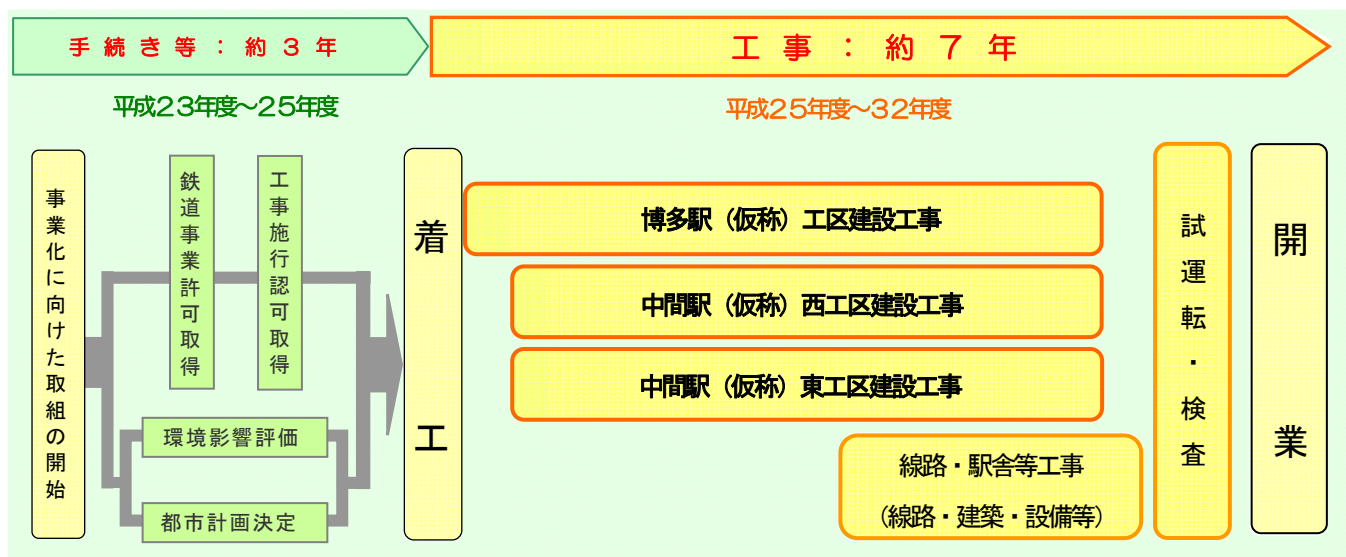 手続き等：約３年
工事：約７年
平成２３年度～２５年度
平成２５年度～３２年度
事業化に向けた取組の開始
鉄道事業許可取得
工事施行認可取得
環境影響評価
都市計画決定
着工
博多駅（仮称）工区建設工事
中間駅（仮称）西工区建設工事
中間駅（仮称）東工区建設工事
線路・駅舎等工事
（線路・建築・設備等）
試運転・検査
開業